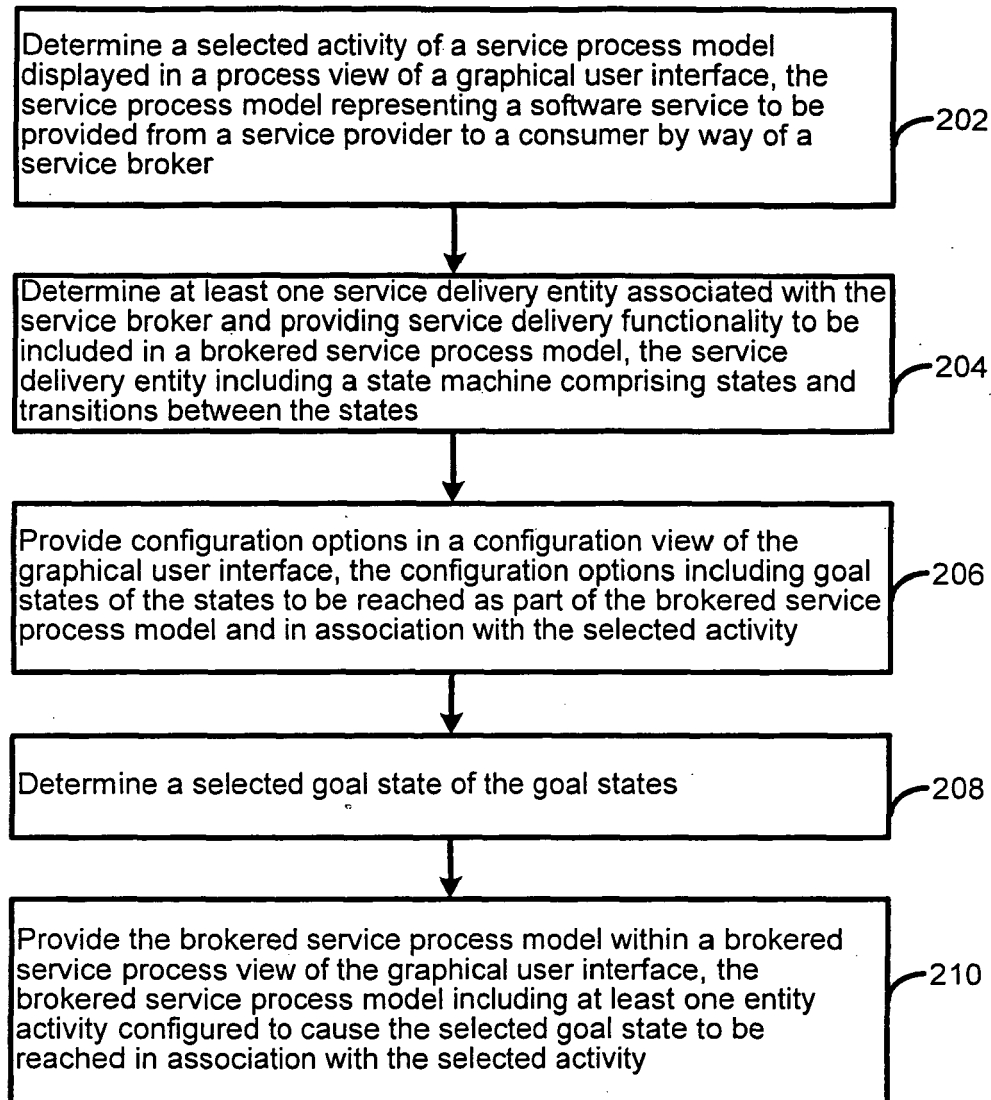 Determine a selected activity of a service process model
displayed in a process view of a graphical user interface, the
service process model representing a software service to be
provided from a service provider to a consumer by way of a
service broker
202
Determine at least one service delivery entity associated with the
service broker and providing service delivery functionality to be
included in a brokered service process model, the service
delivery entity including a state machine comprising states and
transitions between the states
204
Provide configuration options in a configuration view of the
graphical user interface, the configuration options including goal
states of the states to be reached as part of the brokered service
process model and in association with the selected activity
206
Determine a selected goal state of the goal states
208
Provide the brokered service process model within a brokered
service process view of the graphical user interface, the
brokered service process model including at least one entity
activity configured to cause the selected goal state to be
reached in association with the selected activity
210